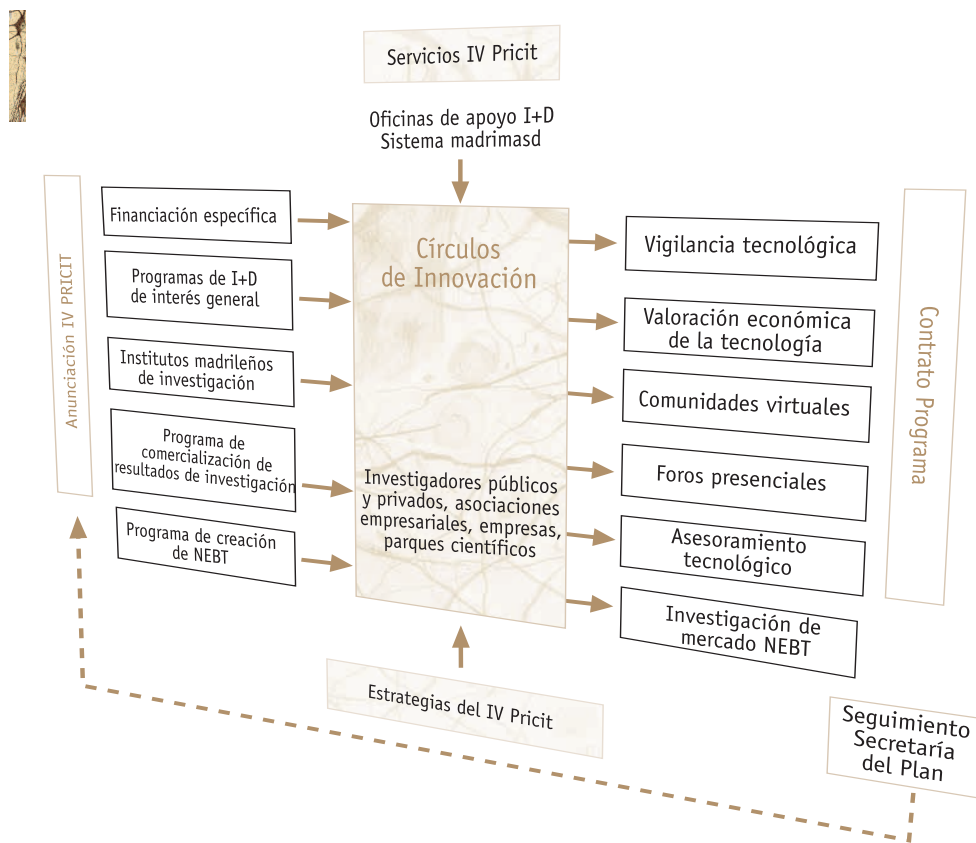 Servicios IV Pricit
Oficinas de apoyo I+D
Sistema madrimasd
Anunciación IV PRICIT
Financiación específica
Programas de I+D
de interés general
Institutos madrileños
de investigación
Programa de
comercialización de
resultados de investigación
Programa de creación
de NEBT
Círculos
de Innovación
Investigadores públicos
y privados, asociaciones
empresariales, empresas,
parques científicos
Vigilancia tecnológica
Valoración económica
de la tecnología
Comunidades virtuales
Foros presenciales
Asesoramiento
tecnológico
Investigación de
mercado NEBT
Contrato Programa
Estrategias del IV Pricit
Seguimiento
Secretaría
del Plan